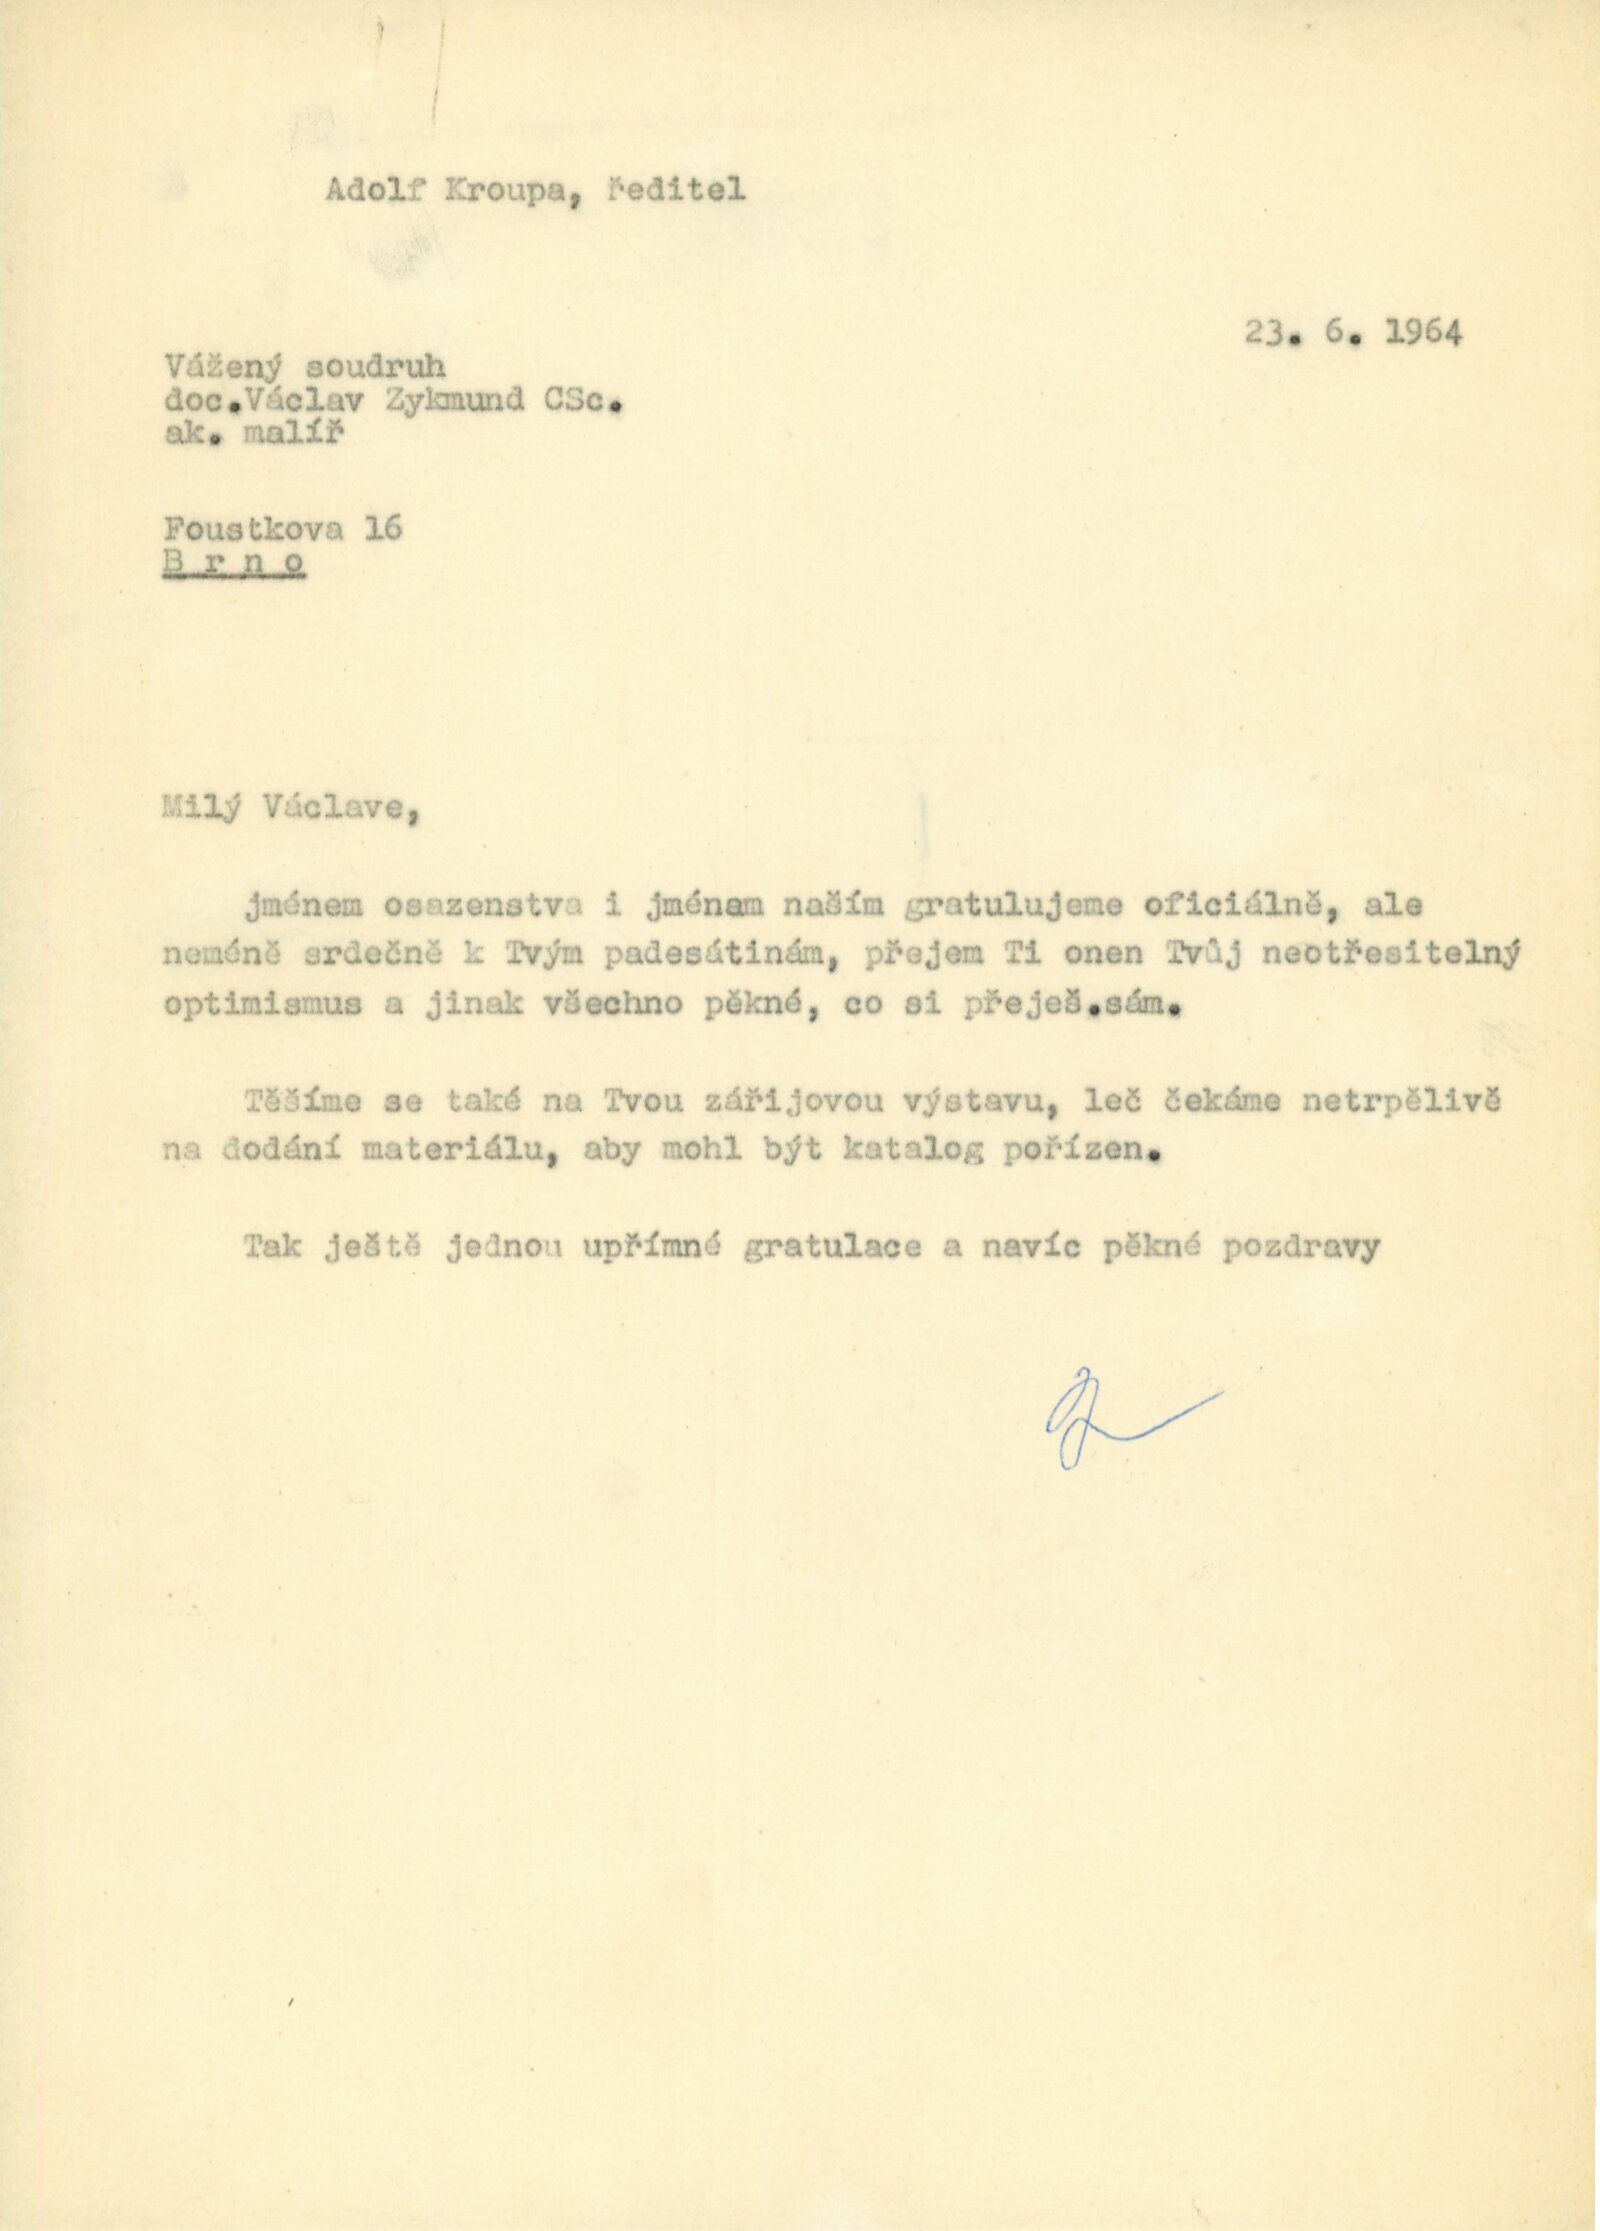 Adolf Kroupa, ředitel
23. 6. 1964
Vážený soudruh
doc.Václav Zykmund CSc.
ak. malíř
Foustkova 16
B r n o
Milý Václave,
jménem osazenstva i jménam naším gratulujeme oficiálně, ale
neméně srdečně k Tvým padesátinám, přejem Ti onen Tvůj neotřesitelný
optimismus a jinak všechno pěkné, co si přeješ.sám.
Těšíme se také na Tvou zářijovou výstavu, leč čekáme netrpělivě
na dodání materiálu, aby mohl být katalog pořízen.
Tak ještě jednou upřímné gratulace a navíc pěkné pozdravy